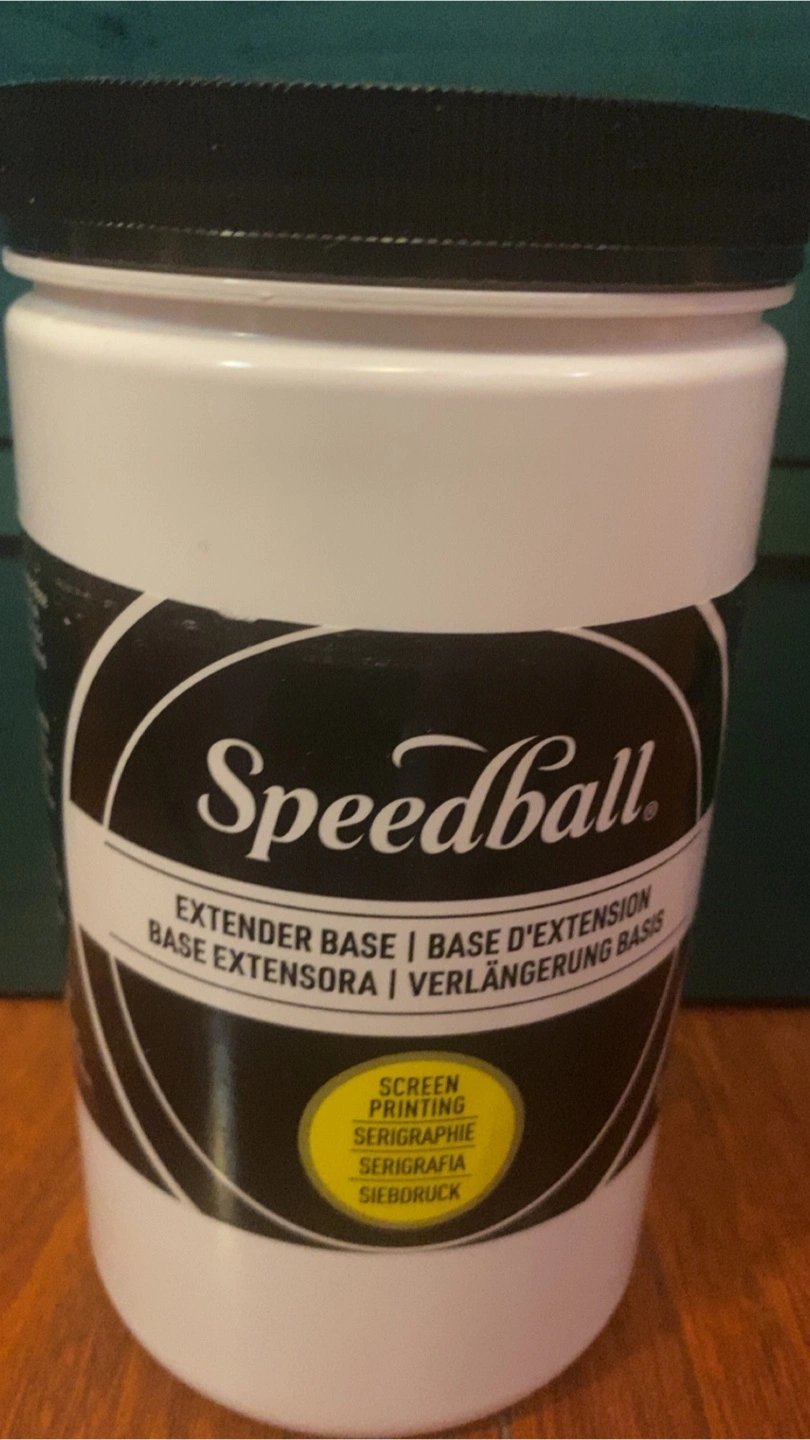 Speedball®
EXTENDER BASE | BASE D'EXTENSION
BASE EXTENSORA | VERLÄNGERUNG BASIS
SCREEN
PRINTING
SERIGRAPHIE
SERIGRAFIA
SIEBDRUCK